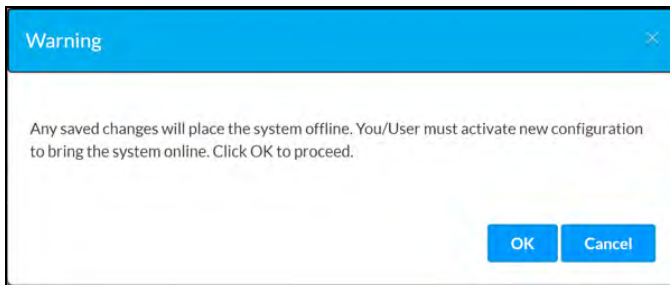 Warning
Any saved changes will place the system offline. You/User must activate new configuration
to bring the system online. Click OK to proceed.
OK Cancel